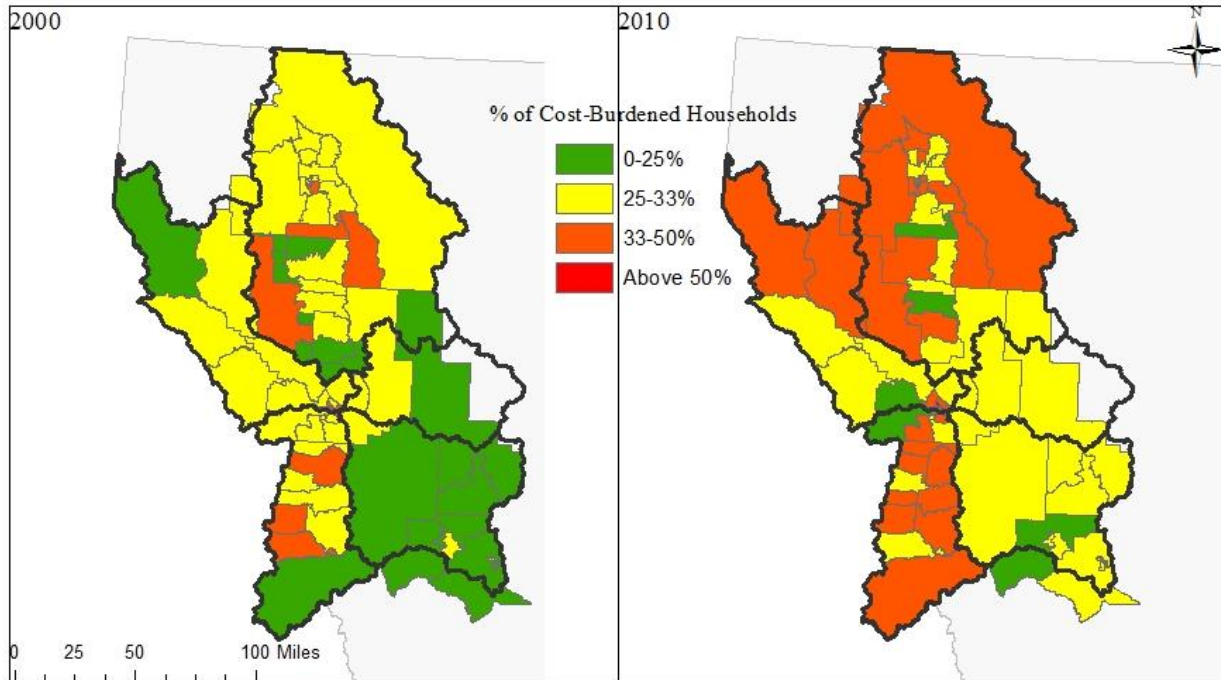 2000
2010
N
% of Cost-Burdened Households
0-25%
25-33%
33-50%
Above 50%
0 25 50 100 Miles